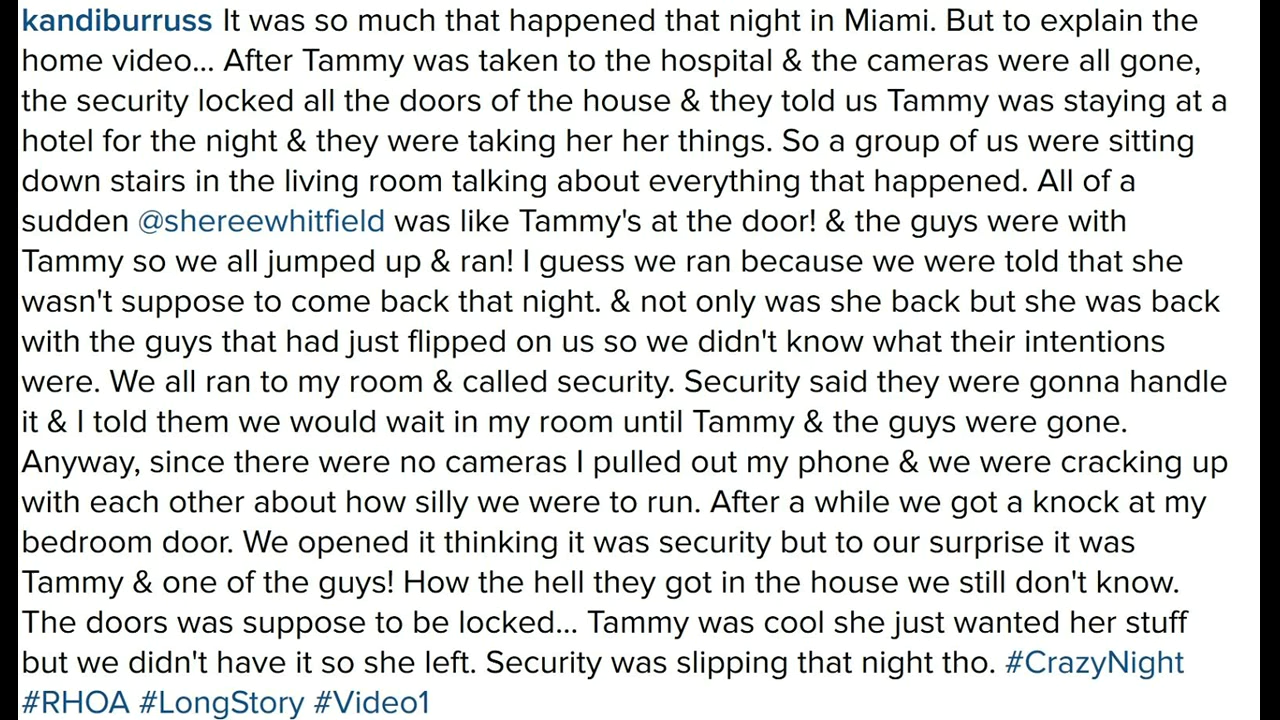 kandiburruss It was so much that happened that night in Miami. But to explain the
home video... After Tammy was taken to the hospital & the cameras were all gone,
the security locked all the doors of the house & they told us Tammy was staying at a
hotel for the night & they were taking her her things. So a group of us were sitting
down stairs in the living room talking about everything that happened. All of a
sudden @shereewhitfield was like Tammy's at the door! & the guys were with
Tammy so we all jumped up & ran! I guess we ran because we were told that she
wasn't suppose to come back that night. & not only was she back but she was back
with the guys that had just flipped on us so we didn't know what their intentions
were. We all ran to my room & called security. Security said they were gonna handle
it & I told them we would wait in my room until Tammy & the guys were gone.
Anyway, since there were no cameras I pulled out my phone & we were cracking up
with each other about how silly we were to run. After a while we got a knock at my
bedroom door. We opened it thinking it was security but to our surprise it was
Tammy & one of the guys! How the hell they got in the house we still don't know.
The doors was suppose to be locked... Tammy was cool she just wanted her stuff
but we didn't have it so she left. Security was slipping that night tho. #CrazyNight
#RHOA #LongStory #Video1